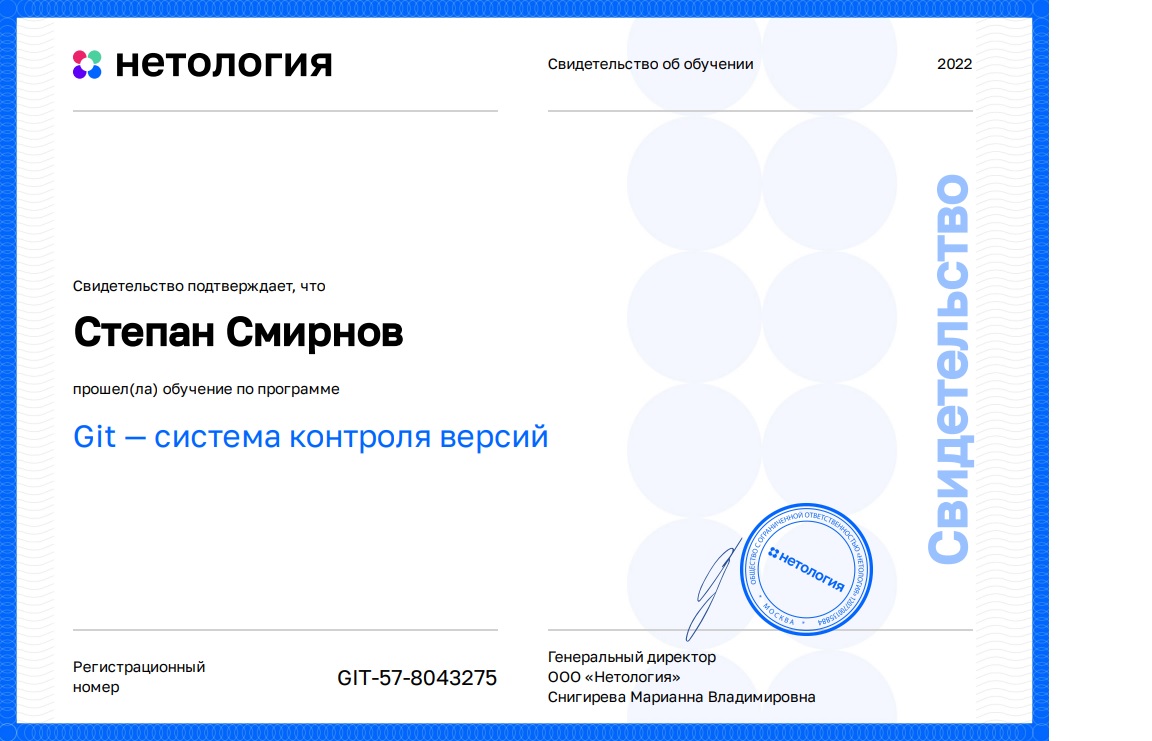 нетология
Свидетельство об обучении
2022
Свидетельство
Свидетельство подтверждает, что
Степан Смирнов
прошел(ла) обучение по программе
Git — система контроля версий
ОБЩЕСТВО С ОГРАНИЧЕННОЙ ОТВЕТСТВЕННОСТЬЮ «НЕТОЛОГИЯ»
* МОСКВА *
нетология
Регистрационный
номер
GIT-57-8043275
Генеральный директор
ООО «Нетология»
Снигирева Марианна Владимировна